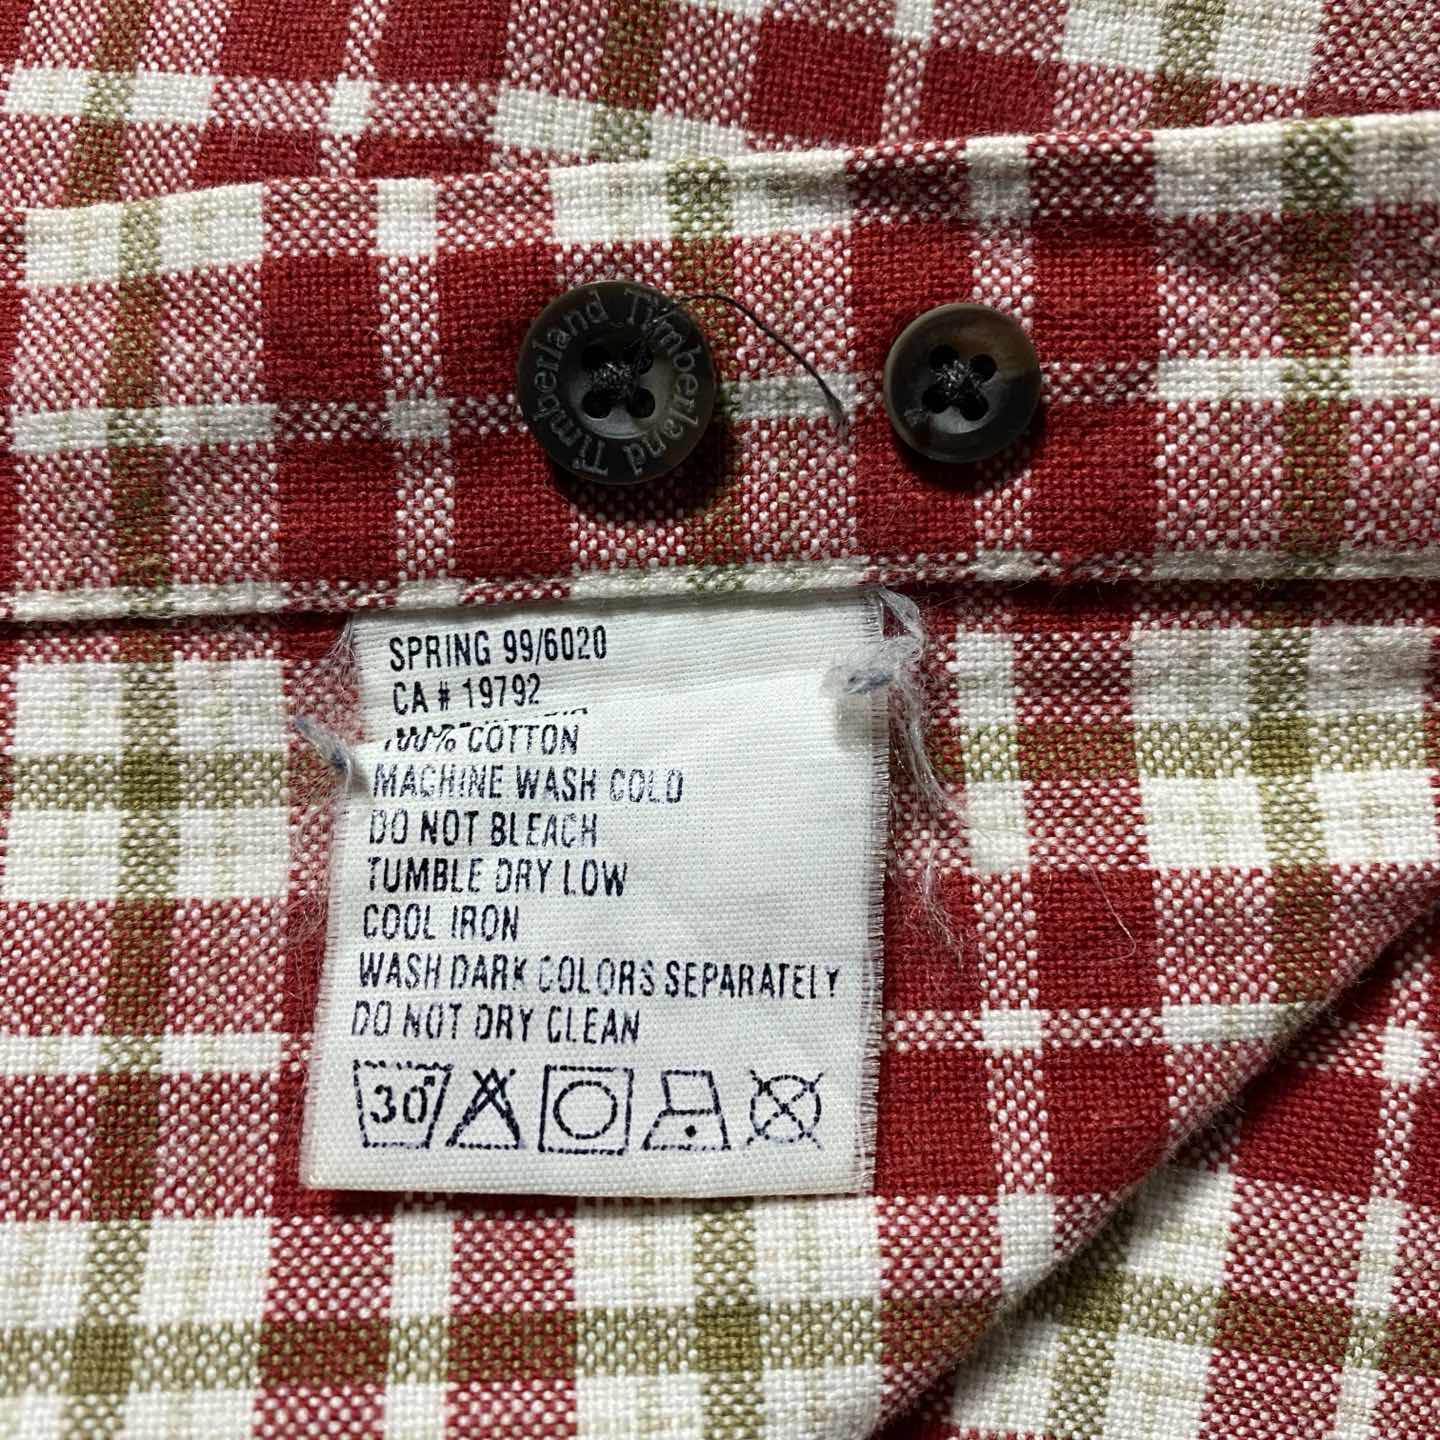 Timberland Timberland
SPRING 99/6020
CA # 19792
100% COTTON
MACHINE WASH COLD
DO NOT BLEACH
TUMBLE DRY LOW
COOL IRON
WASH DARK COLORS SEPARATELY
DO NOT DRY CLEAN
30°